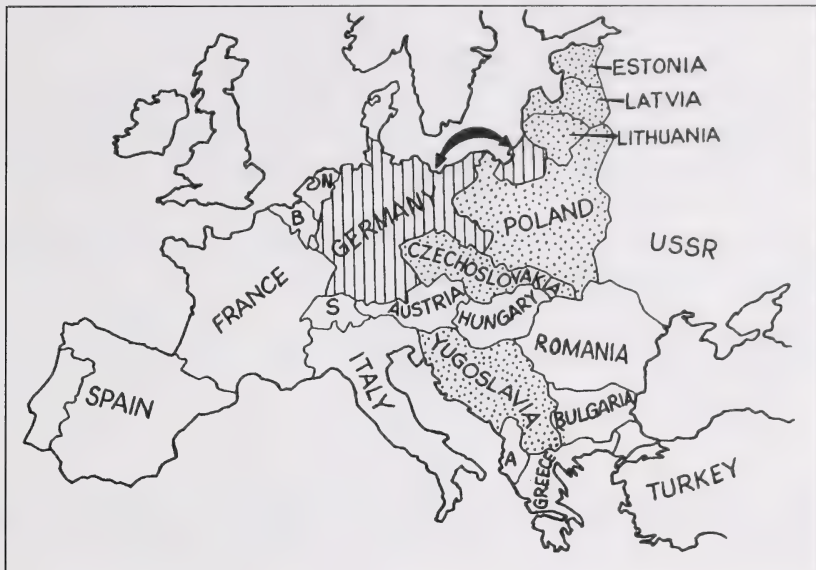 ESTONIA
LATVIA
LITHUANIA
N
B
GERMANY
POLAND
USSR
CZECHOSLOVAKIA
FRANCE
S
AUSTRIA
HUNGARY
ROMANIA
SPAIN
ITALY
YUGOSLAVIA
BULGARIA
A
GREECE
TURKEY